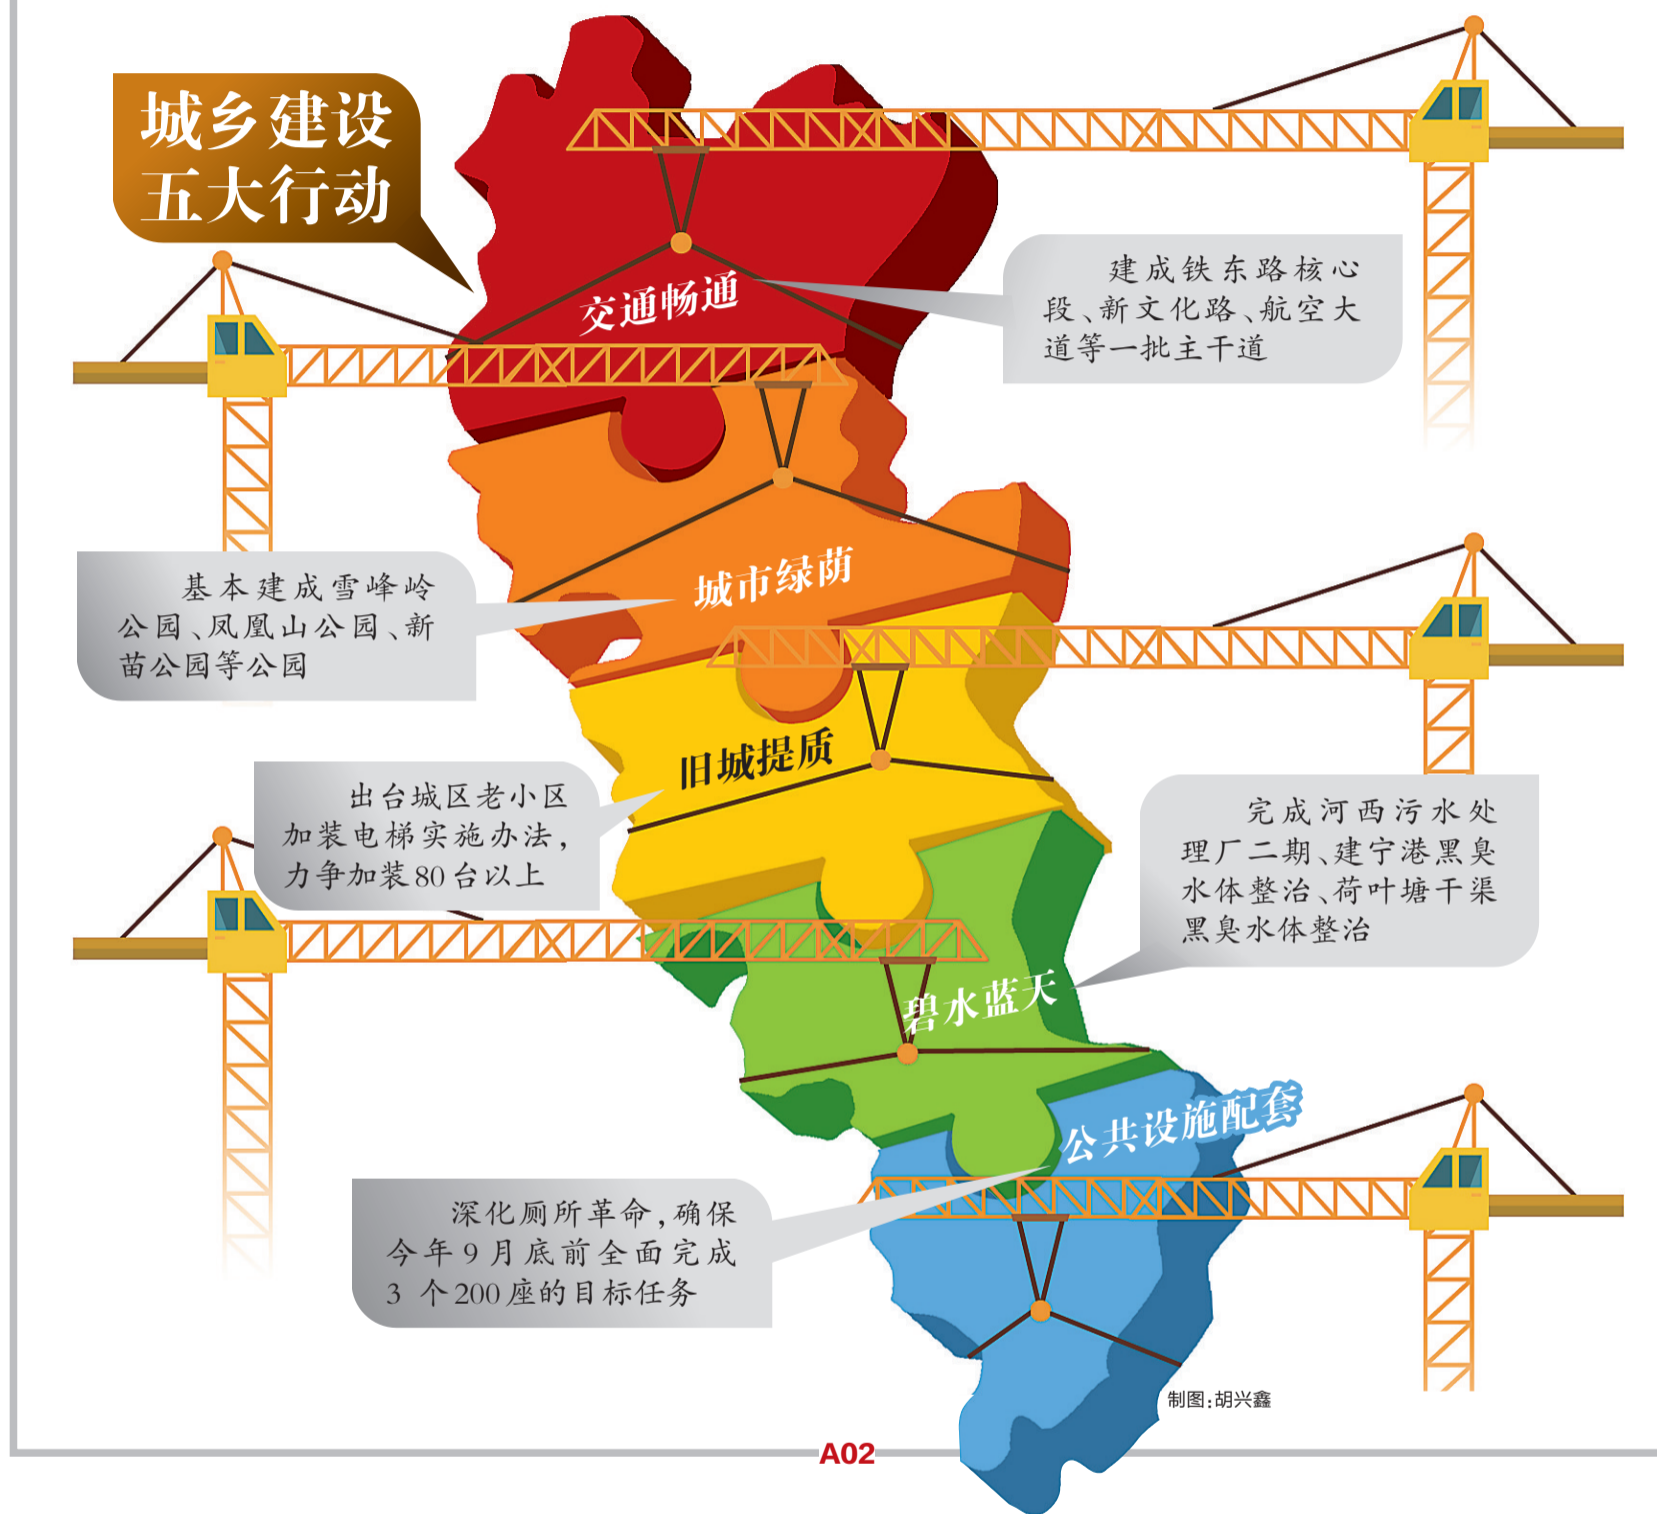 城乡建设
五大行动
交通畅通
建成铁东路核心
段、新文化路、航空大
道等一批主干道
城市绿荫
基本建成雪峰岭
公园、凤凰山公园、新
苗公园等公园
旧城提质
出台城区老小区
加装电梯实施办法，
力争加装80台以上
碧水蓝天
完成河西污水处
理厂二期、建宁港黑臭
水体整治、荷叶塘干渠
黑臭水体整治
公共设施配套
深化厕所革命，确保
今年9月底前全面完成
3 个200座的目标任务
制图：胡兴鑫
A02